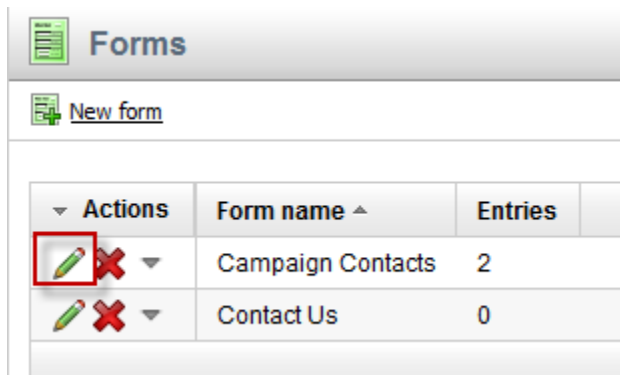 Forms
New form
Actions Form name Entries
Campaign Contacts 2
Contact Us 0